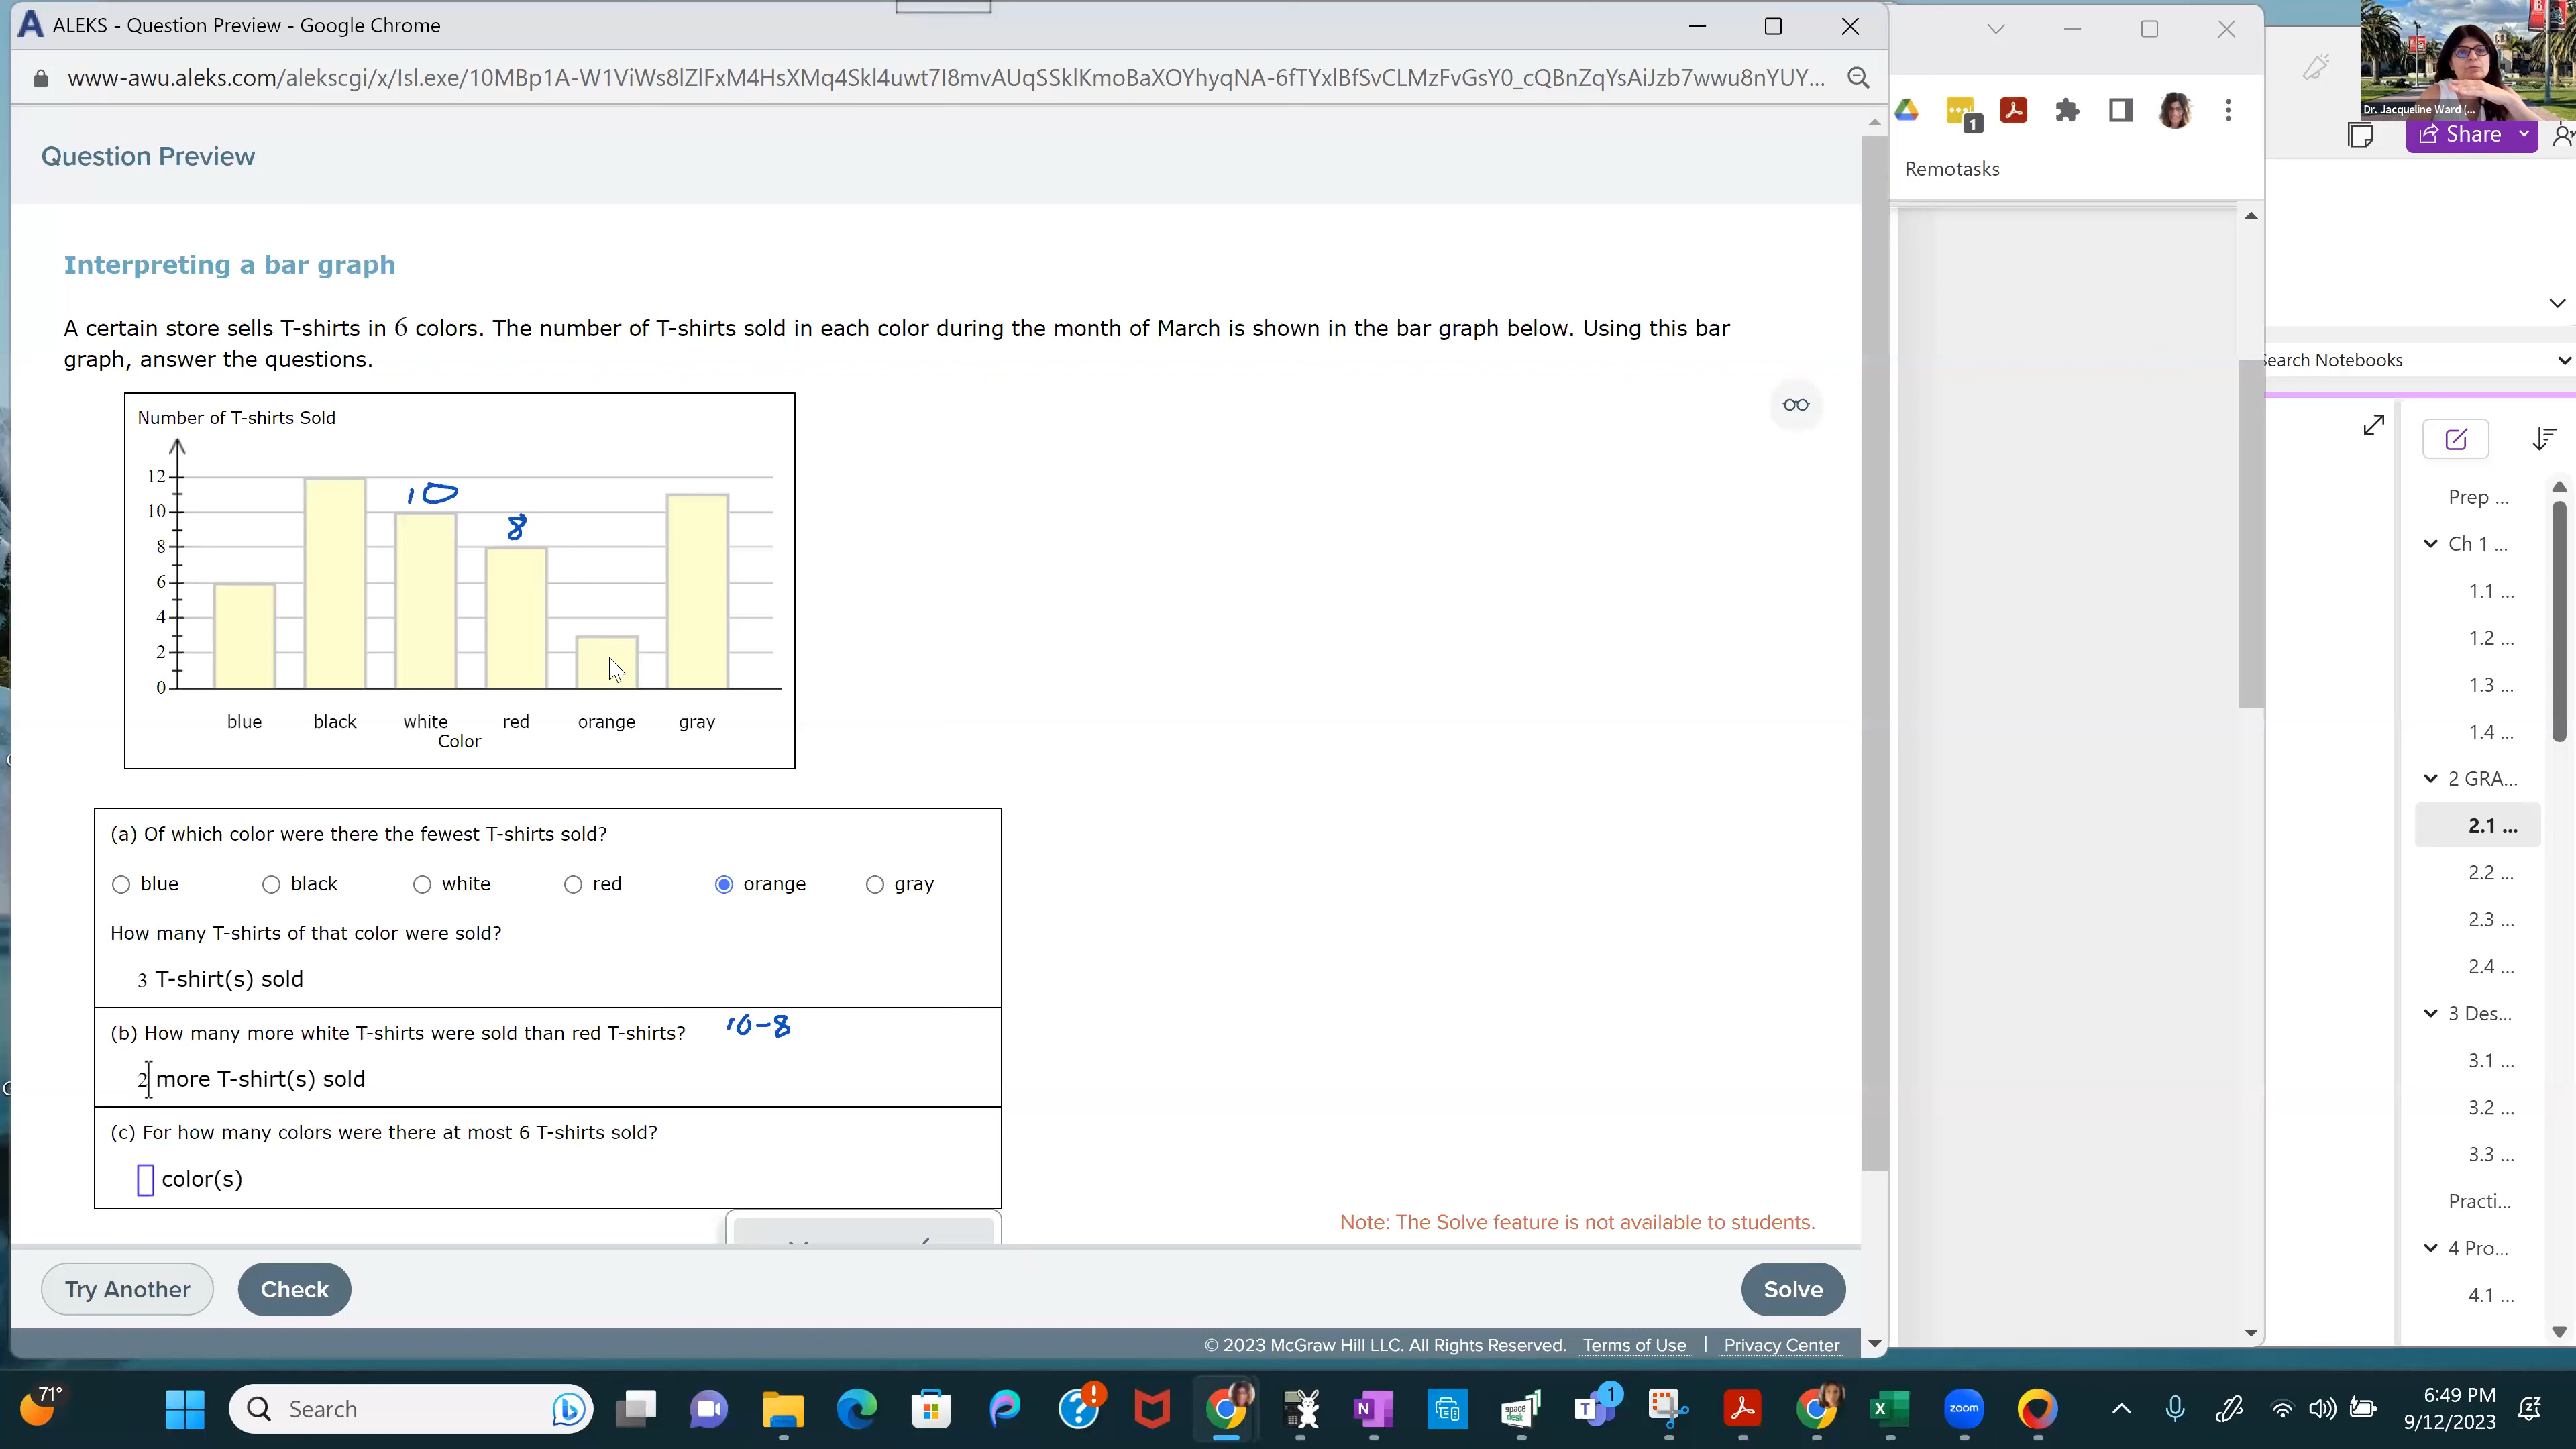 ALEKS - Question Preview - Google Chrome
www-awu.aleks.com/alekscgi/x/Isl.exe/10MBp1A-W1ViWs8lZlFxM4HsXMq4Skl4uwt7I8mvAUqSSklKmoBaXOYhyqNA-6fTYxlBfSvCLMzFvGsY0_cQBnZqYsAiJzb7wwu8nYUY...
Question Preview
Interpreting a bar graph
A certain store sells T-shirts in 6 colors. The number of T-shirts sold in each color during the month of March is shown in the bar graph below. Using this bar
graph, answer the questions.
Number of T-shirts Sold
12
10
8
6
4
2
0
10
8
blue black white red orange gray
Color
(a) Of which color were there the fewest T-shirts sold?
blue black white red orange gray
How many T-shirts of that color were sold?
3 T-shirt(s) sold
(b) How many more white T-shirts were sold than red T-shirts? 10-8
2 more T-shirt(s) sold
(c) For how many colors were there at most 6 T-shirts sold?
color(s)
Note: The Solve feature is not available to students.
Try Another
Check
Solve
© 2023 McGraw Hill LLC. All Rights Reserved. Terms of Use | Privacy Center
1
Remotasks
Dr. Jacqueline Ward (...
Share
Search Notebooks
Prep ...
Ch 1 ...
1.1 ...
1.2 ...
1.3 ...
1.4 ...
2 GRA...
2.1 ...
2.2 ...
2.3 ...
2.4 ...
3 Des...
3.1 ...
3.2 ...
3.3 ...
Practi...
4 Pro...
4.1 ...
71°
Search
space
desk
1
zoom
6:49 PM
9/12/2023